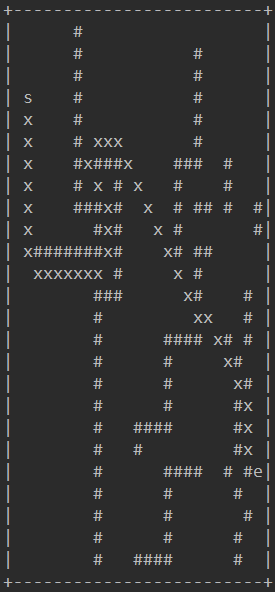 +-------------------------+
|      #                  |
|      #           #      |
|      #           #      |
| s    #           #      |
| x    #           #      |
| x    # xxx       #      |
| x    #x###x    ###  #   |
| x    # x # x   #    #   |
| x    ###x#  x  # ## #  #|
| x      #x#   x #       #|
| x#######x#    x# ##     |
|  xxxxxxx #     x #      |
|        ###      x#    # |
|        #         xx   # |
|        #      #### x# # |
|        #      #     x#  |
|        #      #      x# |
|        #      #      #x |
|        #   ####      #x |
|        #   #         #x |
|        #      ####  # #e|
|        #      #      #  |
|        #      #       # |
|        #      #      #  |
|        #   ####      #  |
+-------------------------+